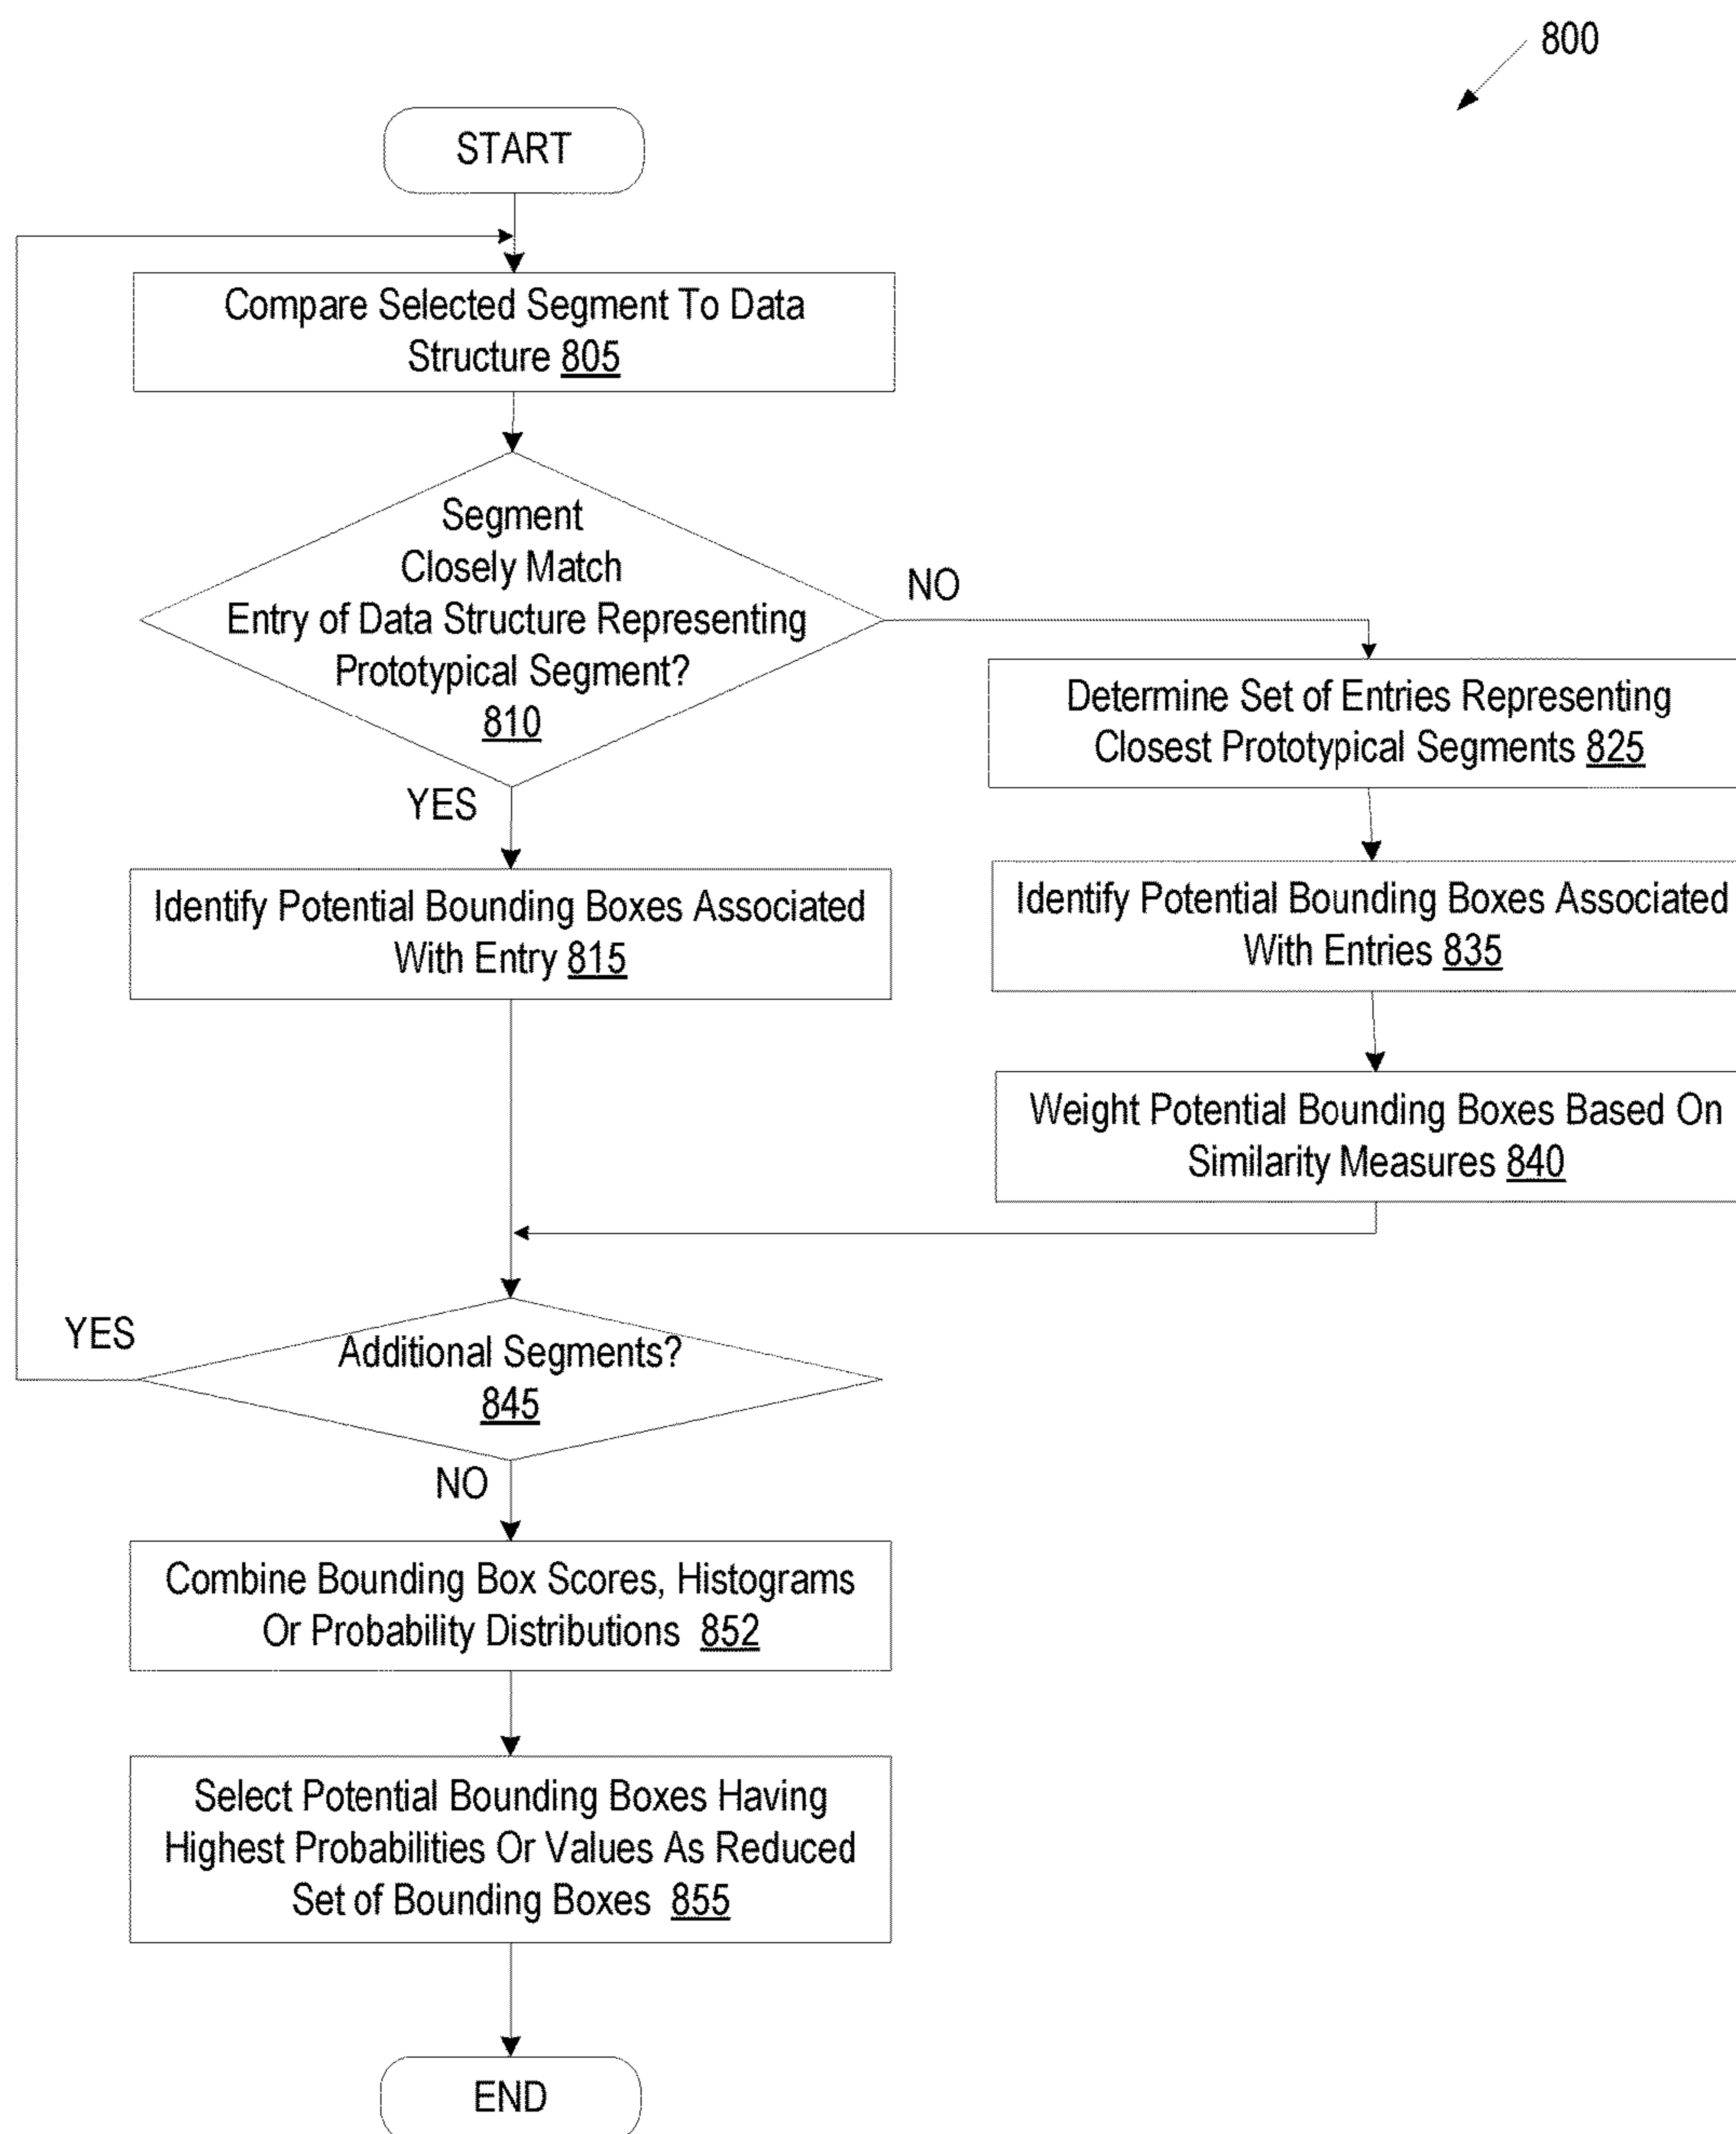 800
START
Compare Selected Segment To Data
Structure 805
Segment
Closely Match
Entry of Data Structure Representing
Prototypical Segment?
810
NO
YES
Determine Set of Entries Representing
Closest Prototypical Segments 825
Identify Potential Bounding Boxes Associated
With Entry 815
Identify Potential Bounding Boxes Associated
With Entries 835
Weight Potential Bounding Boxes Based On
Similarity Measures 840
YES
Additional Segments?
845
NO
Combine Bounding Box Scores, Histograms
Or Probability Distributions 852
Select Potential Bounding Boxes Having
Highest Probabilities Or Values As Reduced
Set of Bounding Boxes 855
END